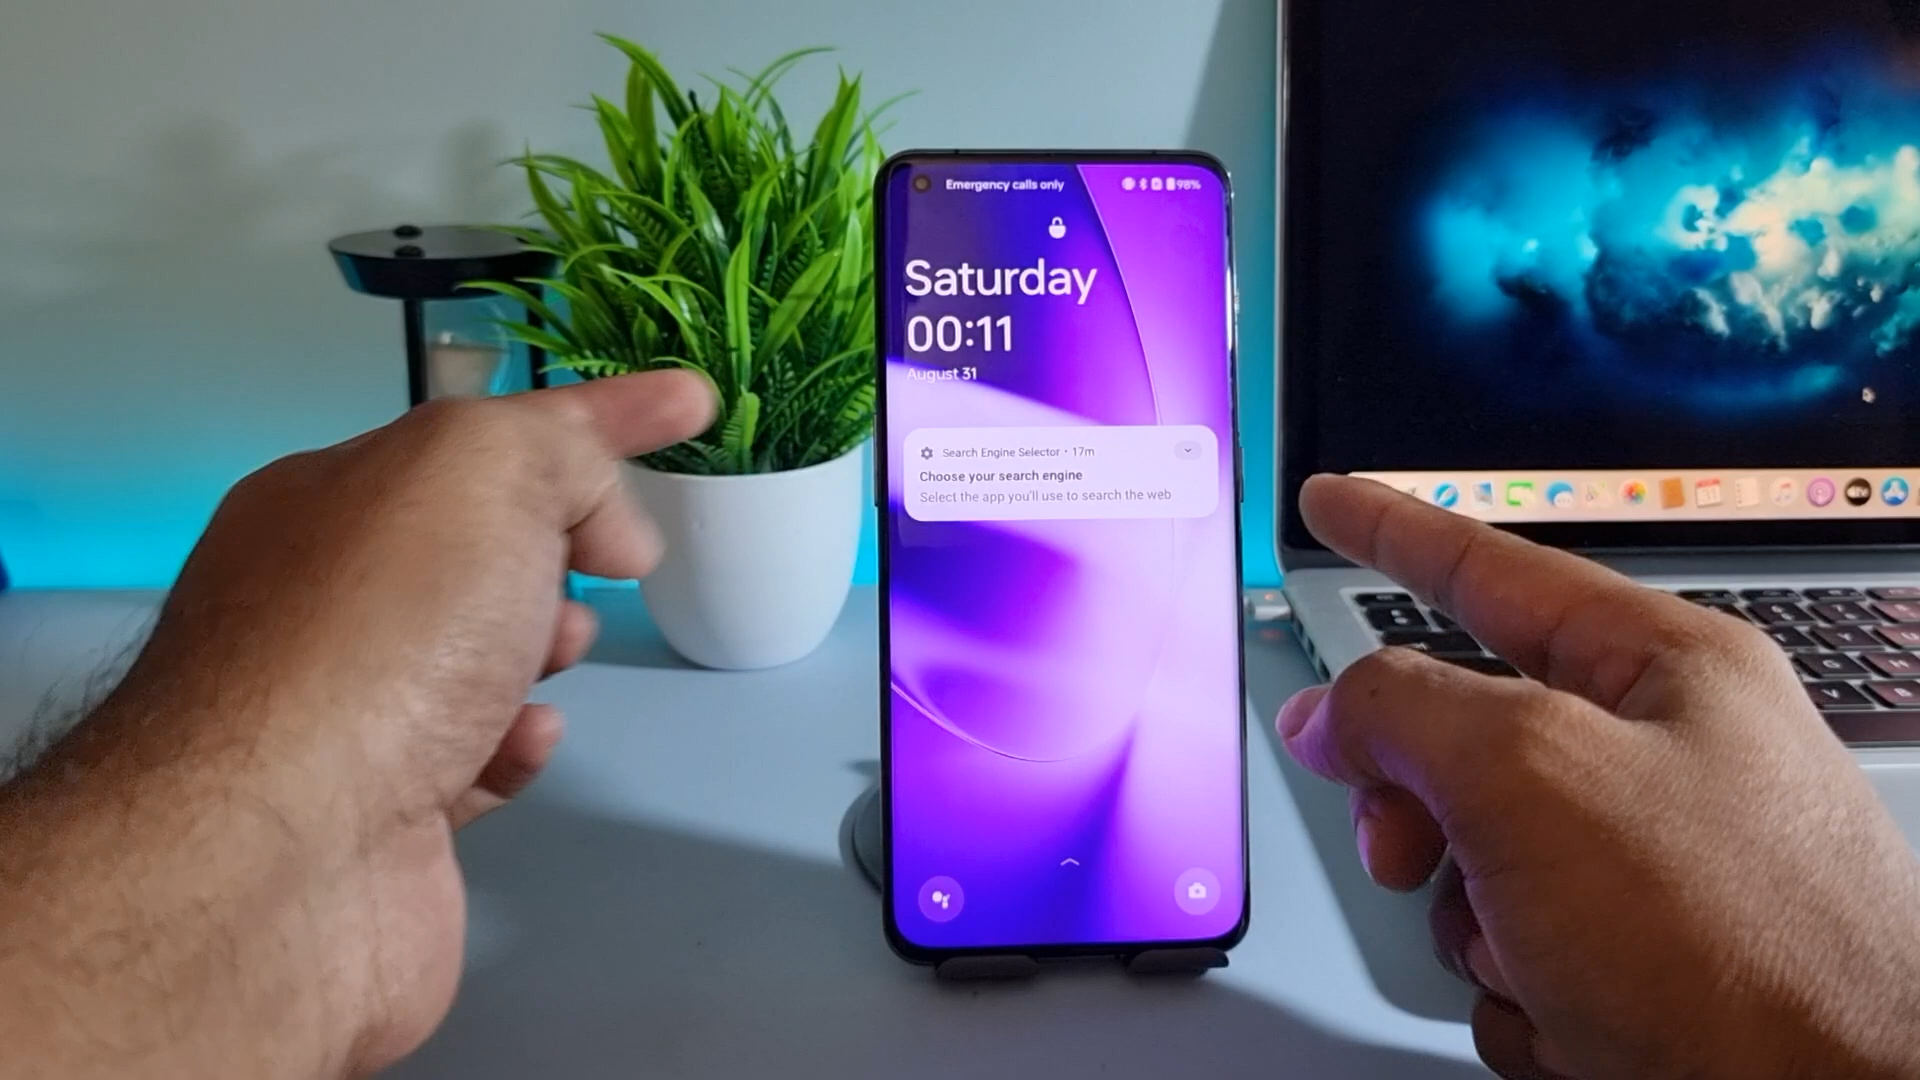 Emergency calls only
98%
Saturday
00:11
August 31
Search Engine Selector • 17m
Choose your search engine
Select the app you'll use to search the web